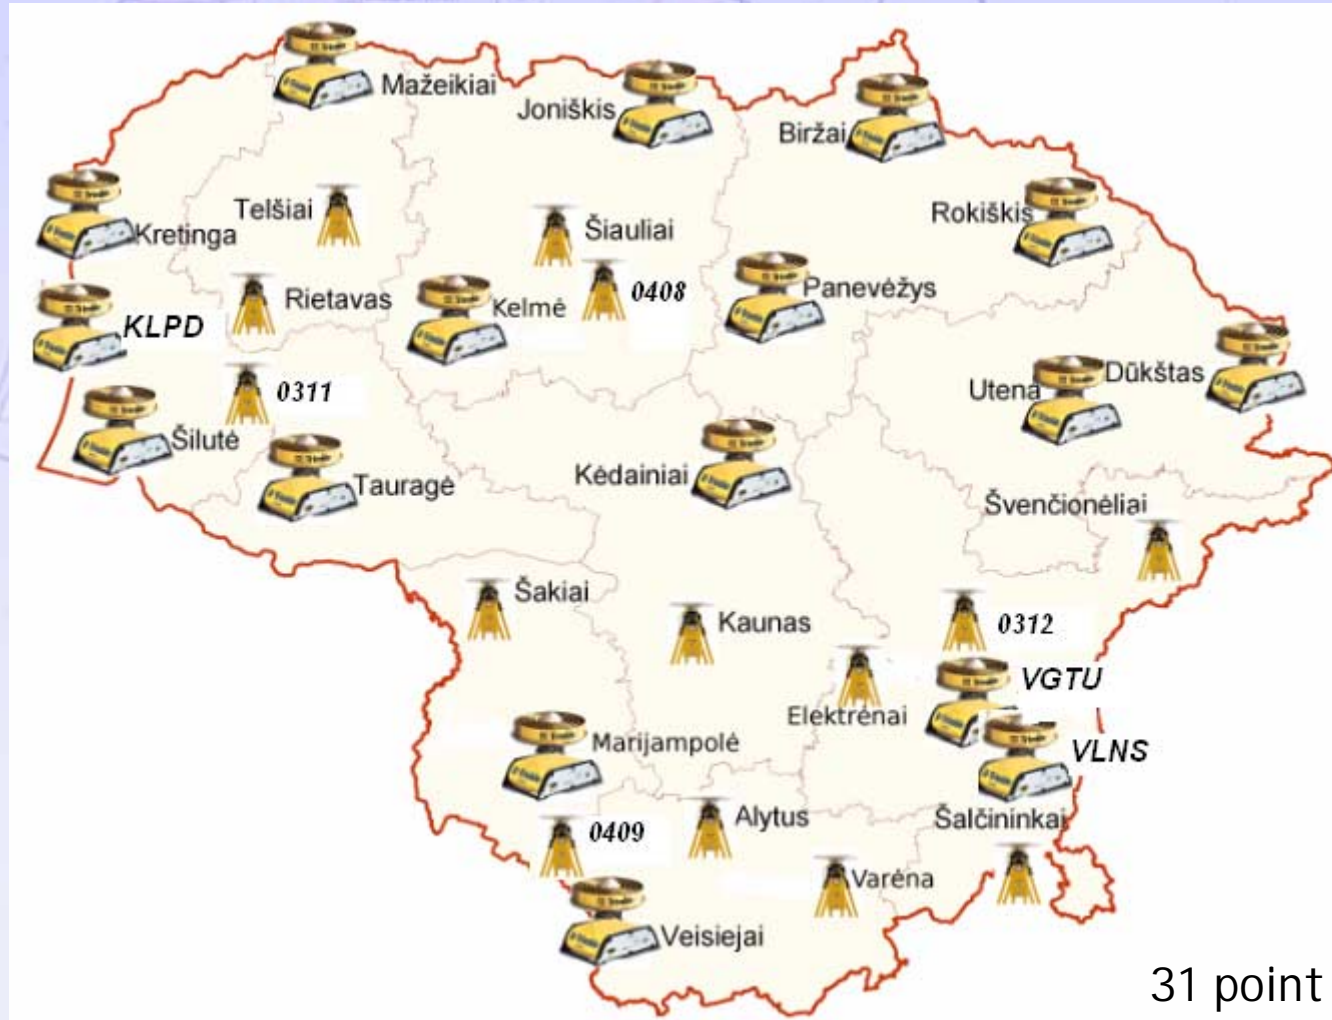 Mažeikiai
Joniškis
Biržai
Telšiai
Šiauliai
Rokiškis
Kretinga
Rietavas
Kelmė
0408
Panevėžys
KLPD
0311
Utena
Dūkštas
Šilutė
Tauragė
Kėdainiai
Švenčionėliai
Šakiai
Kaunas
0312
VGTU
Elektrėnai
Marijampolė
VLNS
0409
Alytus
Šalčininkai
Varėna
Veisiejai
31 point